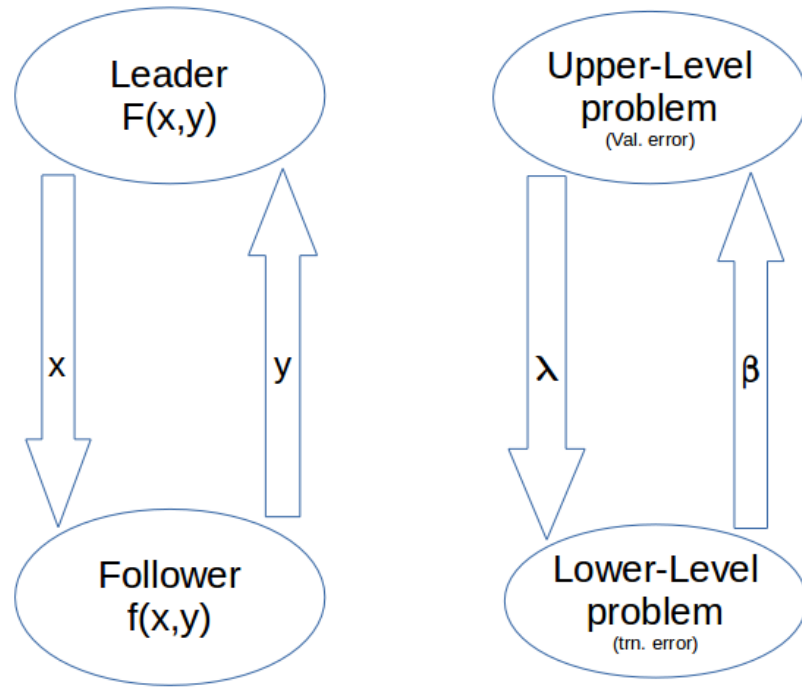 Leader
F(x,y)
x
y
Follower
f(x,y)
Upper-Level
problem
(Val. error)
λ
β
Lower-Level
problem
(trn. error)